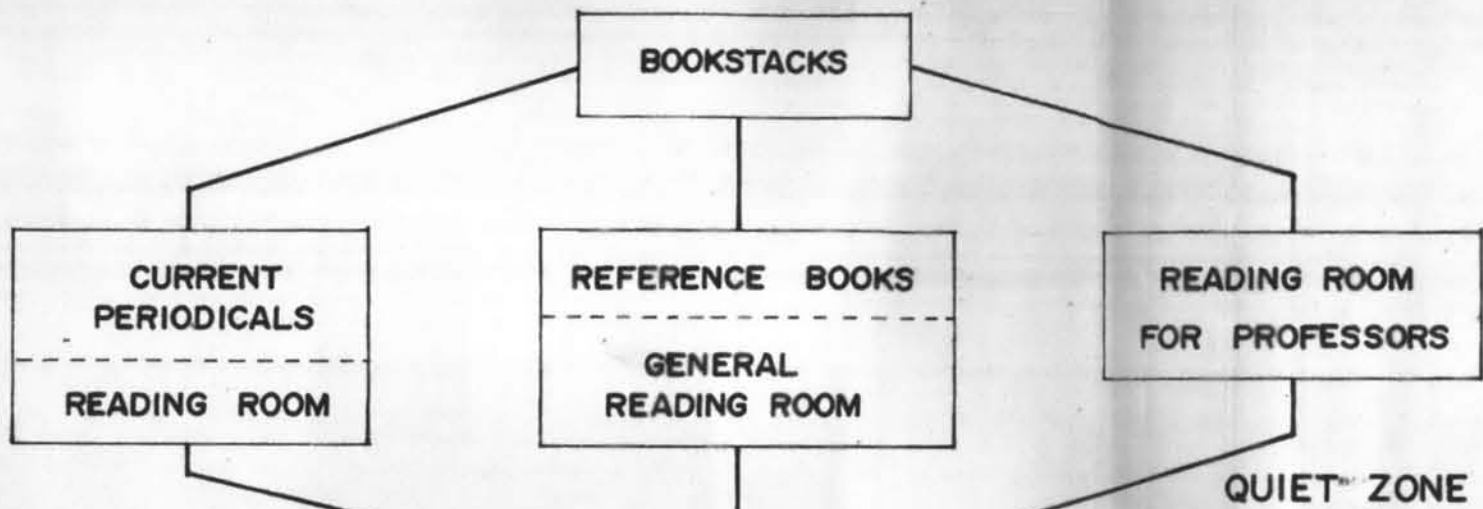 BOOKSTACKS
CURRENT
PERIODICALS
READING ROOM
REFERENCE BOOKS
GENERAL
READING ROOM
READING ROOM
FOR PROFESSORS
QUIET ZONE